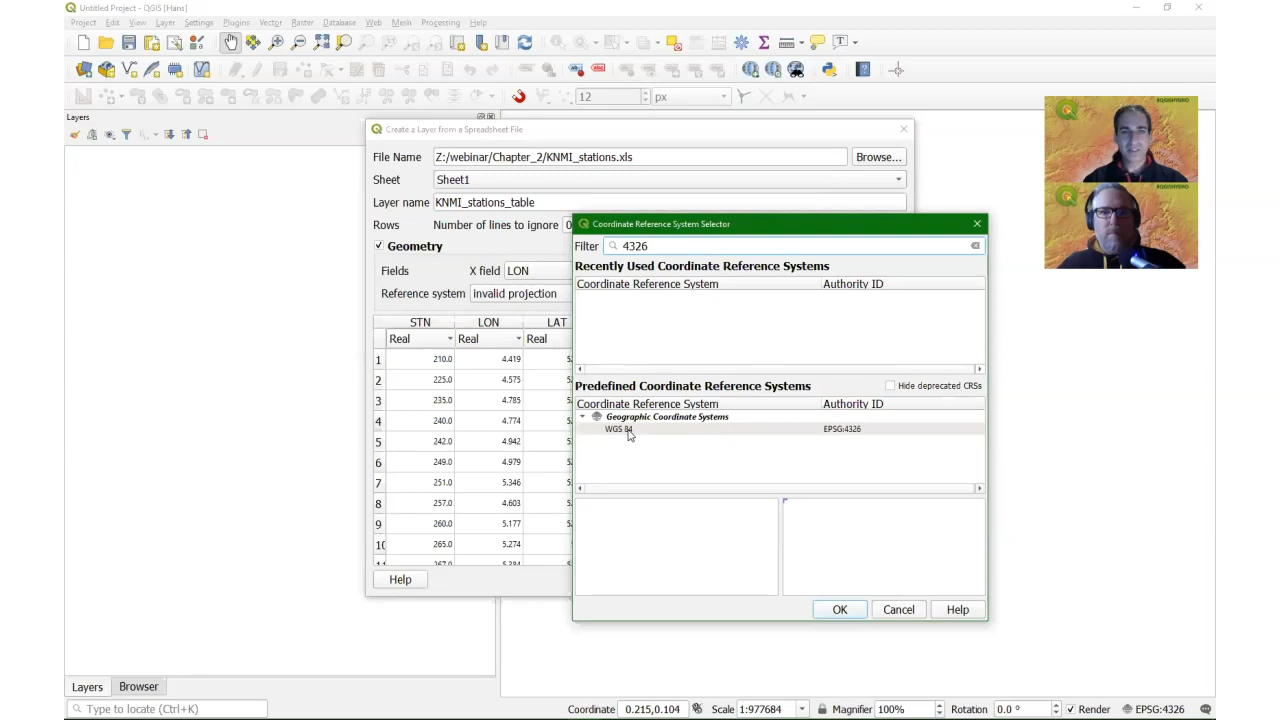 Untitled Project - QGIS [Hans]
Project Edit View Layer Settings Plugins Vector Raster Database Web Mesh Processing Help
12 px
Layers
Create a Layer from a Spreadsheet File
File Name Z:/webinar/Chapter_2/KNMI_stations.xls Browse...
Sheet Sheet1
Layer name KNMI_stations_table
Rows Number of lines to ignore 0
Geometry
Fields X field LON
Reference system invalid projection
STN LON LAT
Real Real Real
1 210.0 4.419
2 225.0 4.575
3 235.0 4.785
4 240.0 4.774
5 242.0 4.942
6 249.0 4.979
7 251.0 5.346
8 257.0 4.603
9 260.0 5.177
10 265.0 5.274
Help
Coordinate Reference System Selector
Filter 4326
Recently Used Coordinate Reference Systems
Coordinate Reference System Authority ID
Predefined Coordinate Reference Systems Hide deprecated CRSs
Coordinate Reference System Authority ID
Geographic Coordinate Systems
WGS 84 EPSG:4326
OK Cancel Help
#QGISHYDRO
#QGISHYDRO
Layers Browser
Type to locate (Ctrl+K) Coordinate 0.215,0.104 Scale 1:977684 Magnifier 100% Rotation 0.0 ° Render EPSG:4326